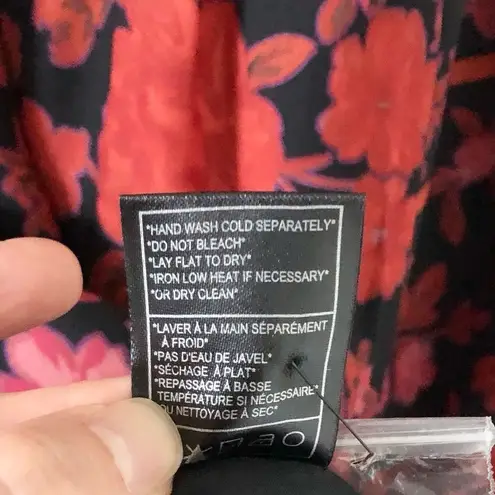 *HAND WASH COLD SEPARATELY*
*DO NOT BLEACH*
*LAY FLAT TO DRY*
*IRON LOW HEAT IF NECESSARY*
*OR DRY CLEAN*
*LAVER À LA MAIN SÉPARÉMENT
À FROID*
*PAS D'EAU DE JAVEL*
*SÉCHAGE À PLAT*
*REPASSAGE À BASSE
TEMPÉRATURE SI NÉCESSAIRE*
OU NETTOYAGE À SEC*